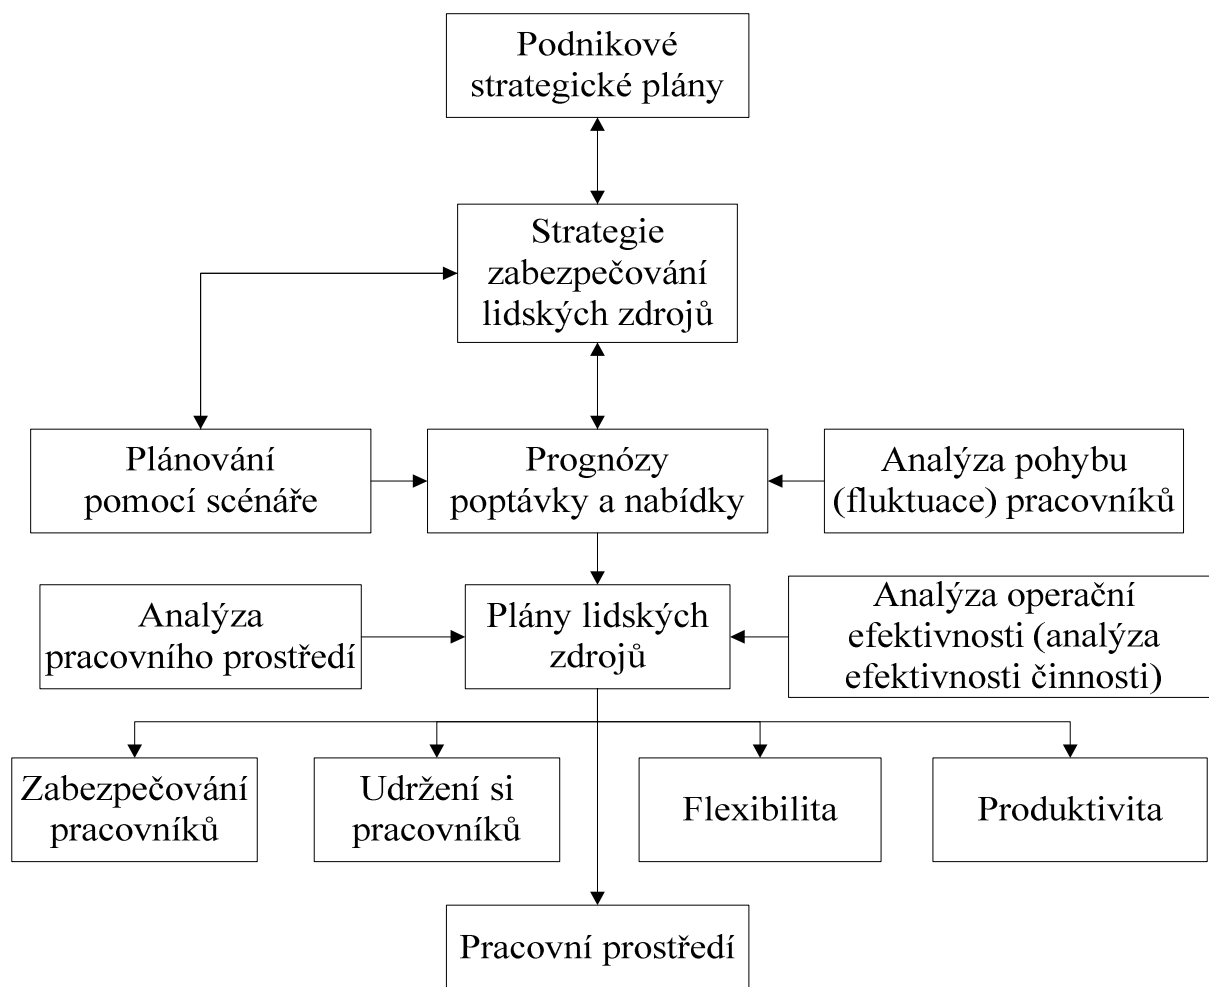 Podnikové
strategické plány
Strategie
zabezpečování
lidských zdrojů
Plánování
pomocí scénáře
Prognózy
poptávky a nabídky
Analýza pohybu
(fluktuace) pracovníků
Analýza
pracovního prostředí
Plány lidských
zdrojů
Analýza operační
efektivnosti (analýza
efektivnosti činnosti)
Zabezpečování
pracovníků
Udržení si
pracovníků
Flexibilita
Produktivita
Pracovní prostředí